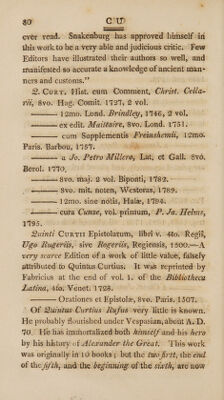 80 C U
ever read. Snakenburg has approved himself in
this work to be a very able and judicious critic. Few
Editors have illustrated their authors so well, and
manifested so accurate a knowledge of ancient man-
ners and customs."
Q. CURT. Hist. cum Comment, Christ. Cella-
rii, 8vo. Hag. Comit. 1727, 2 vol.
——— 12mo. Lond. Brindley, 1746, 2 vol.
——— ex edit. Maittaire, 8vo. Lond. 1751.
——— cum Supplementis Freinshemii, 12mo.
Paris. Barbou, 1757.
——— a Jo. Petro Millero, Lat. et Gall. 8vo.
Berol. 1770.
——— 8vo. maj. 2 vol. Biponti, 1782.
——— 8vo. mit. noten, Westeras, 1789.
——— 12mo. sine notis, Halæ, 1794.
——— cura Cunze, vol. primum, P. Ja. Helms,
1795.
Quinti CURTII Epistolarum, libri v. 4to. Regii,
Ugo Rugeriis, sive Rogeriis, Regiensis, 1500.—A
very scarce Edition of a work of little value, falsely
attributed to Quintus Curtius. It was reprinted by
Fabricius at the end of vol. 1. of the Bibliotheca
Latina, 4to. Venet. 1728.
——— Orationes et Epistolæ, 8vo. Paris. 1507.
Of Quintus Curtius Rufus very little is known.
He probably flourished under Vespasian, about A. D.
70. He has immortalized both himself and his hero
by his history of Alexander the Great. This work
was originally in 10 books; but the two first, the end
of the fifth, and the beginning of the sixth, are now